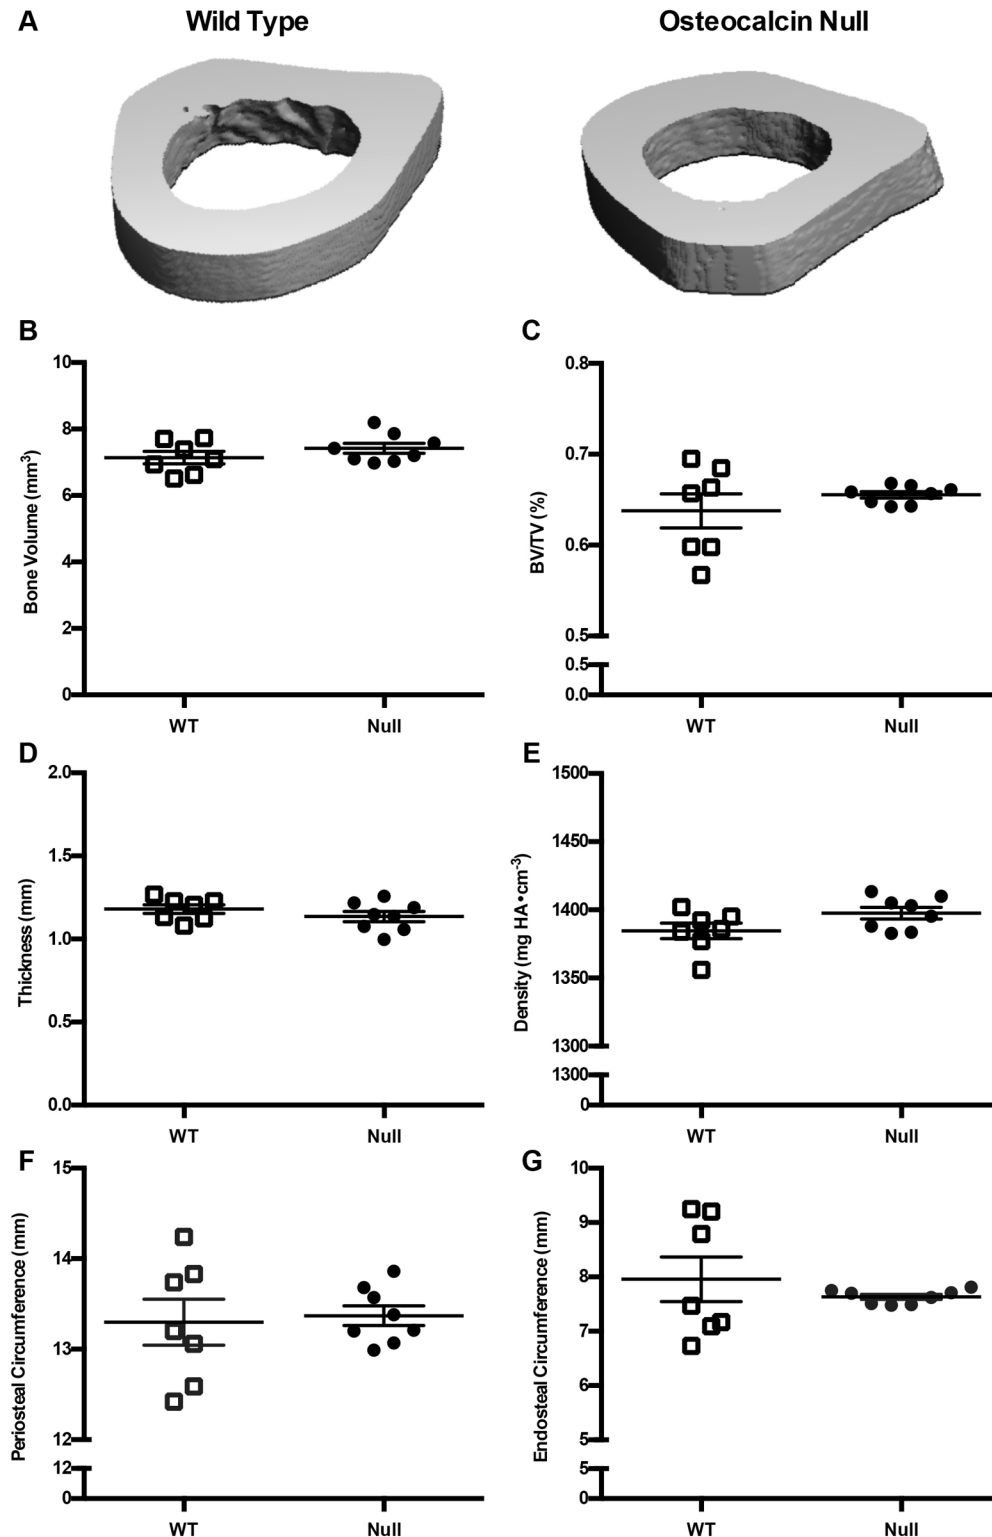 A Wild Type Osteocalcin Null
B C
10
8
6
4
2
0
Bone Volume (mm³)
WT Null
0.8
0.7
0.6
0.5
0.5
0.0
BV/TV (%)
WT Null
D E
2.0
1.5
1.0
0.5
0.0
Thickness (mm)
WT Null
1500
1450
1400
1350
1300
1300
0
Density (mg HA•cm⁻³)
WT Null
F G
15
14
13
12
12
0
Periosteal Circumference (mm)
WT Null
10
9
8
7
6
5
5
0
Endosteal Circumference (mm)
WT Null